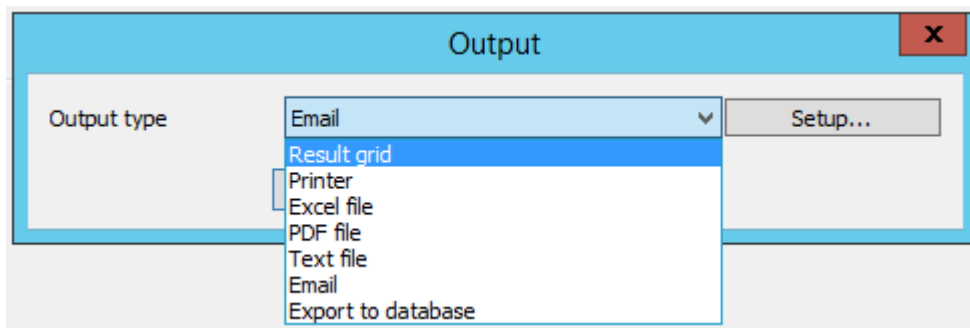 Output
x
Output type Email Setup...
Result grid
Printer
Excel file
PDF file
Text file
Email
Export to database